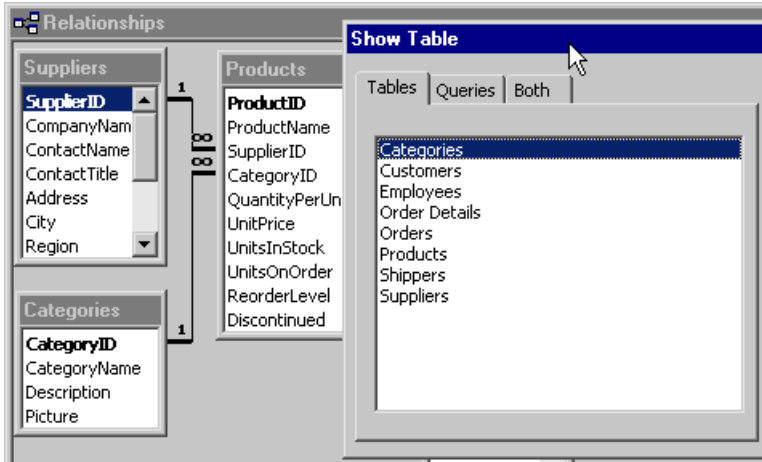 Relationships
Suppliers
SupplierID
CompanyNam
ContactName
ContactTitle
Address
City
Region
1
∞
∞
1
Products
ProductID
ProductName
SupplierID
CategoryID
QuantityPerUn
UnitPrice
UnitsInStock
UnitsOnOrder
ReorderLevel
Discontinued
Categories
CategoryID
CategoryName
Description
Picture
Show Table
Tables Queries Both
Categories
Customers
Employees
Order Details
Orders
Products
Shippers
Suppliers